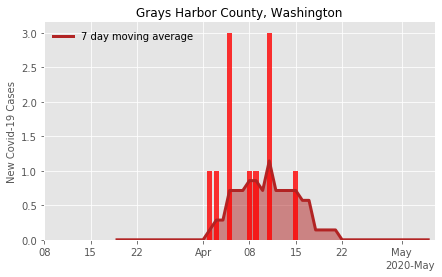 Grays Harbor County, Washington
7 day moving average
New Covid-19 Cases
3.0
2.5
2.0
1.5
1.0
0.5
0.0
08 15 22 Apr 08 15 22 May
2020-May